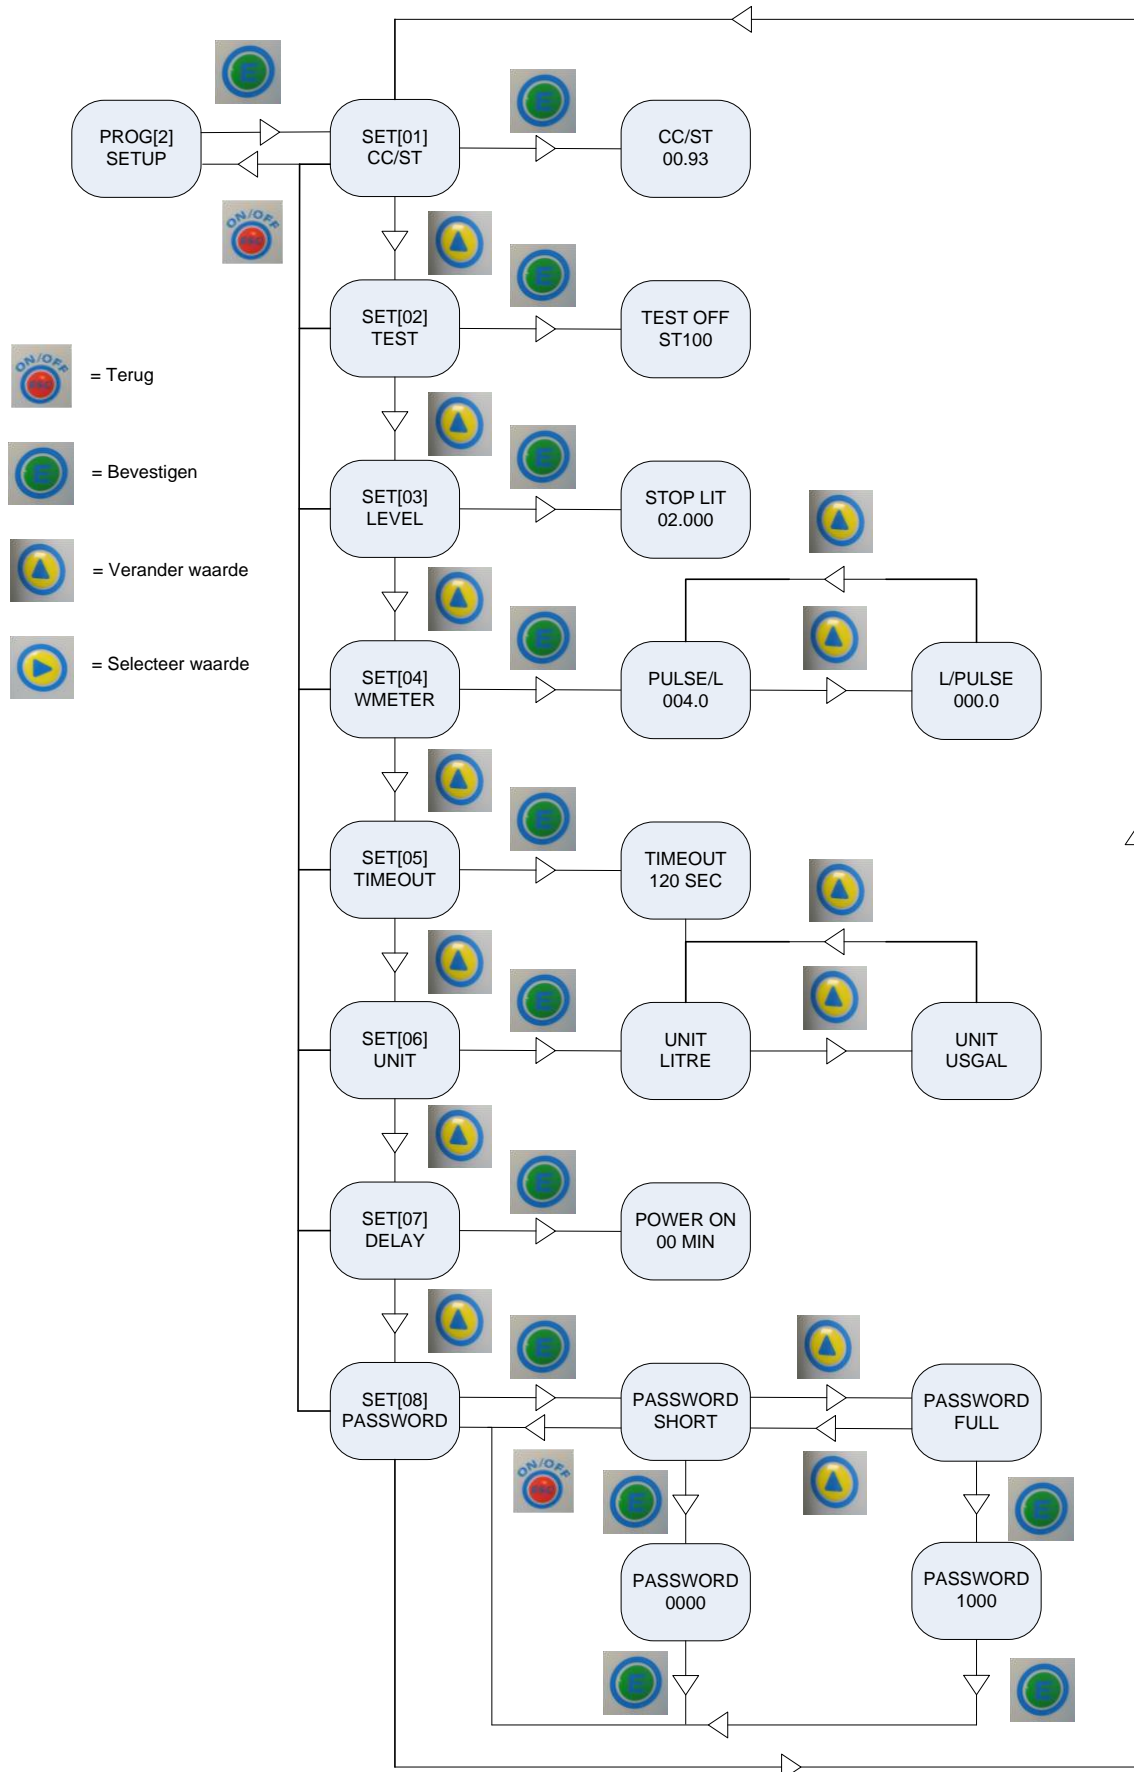 PROG[2]
SETUP
SET[01]
CC/ST
CC/ST
00.93
E
E
ON/OFF
ESC
SET[02]
TEST
E
TEST OFF
ST100
ON/OFF
ESC
= Terug
E
= Bevestigen
= Verander waarde
= Selecteer waarde
SET[03]
LEVEL
E
STOP LIT
02.000
SET[04]
WMETER
E
PULSE/L
004.0
L/PULSE
000.0
SET[05]
TIMEOUT
E
TIMEOUT
120 SEC
SET[06]
UNIT
E
UNIT
LITRE
UNIT
USGAL
SET[07]
DELAY
E
POWER ON
00 MIN
SET[08]
PASSWORD
E
PASSWORD
SHORT
PASSWORD
FULL
ON/OFF
ESC
E
E
PASSWORD
0000
PASSWORD
1000
E
E